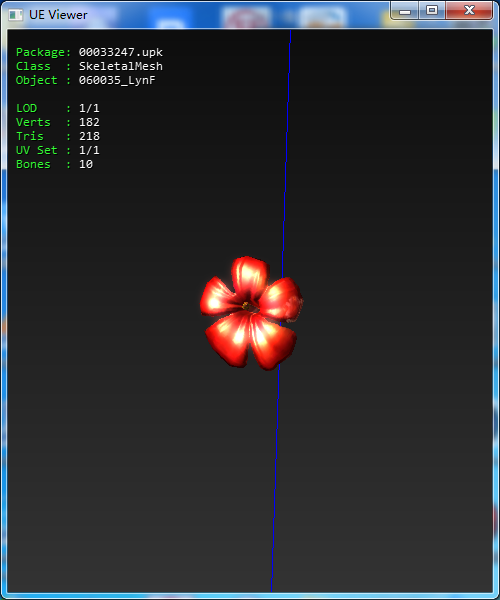 UE Viewer
Package: 00033247.upk
Class : SkeletalMesh
Object : 060035_LynF
LOD : 1/1
Verts : 182
Tris : 218
UV Set : 1/1
Bones : 10